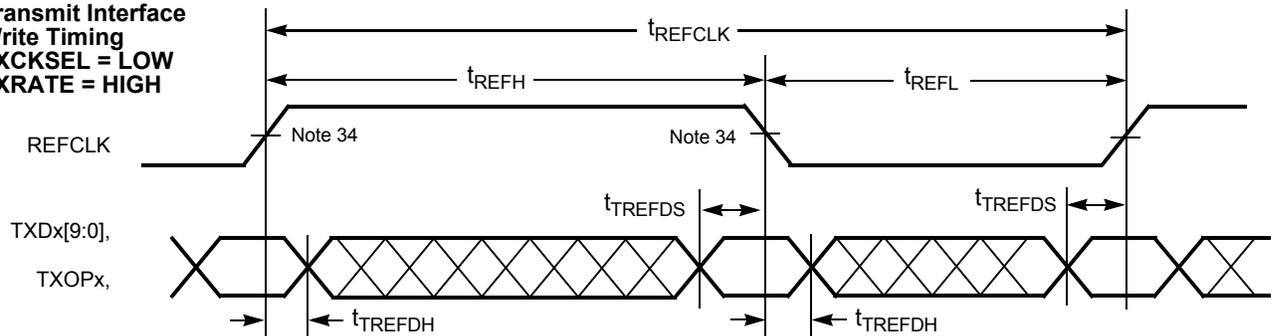 ransmit Interface
Write Timing
XCKSEL = LOW
XRATE = HIGH
tREFCLK
tREFH
tREFL
REFCLK
Note 34
Note 34
tTREFDS
tTREFDS
TXDx[9:0],
TXOPx,
tTREFDH
tTREFDH